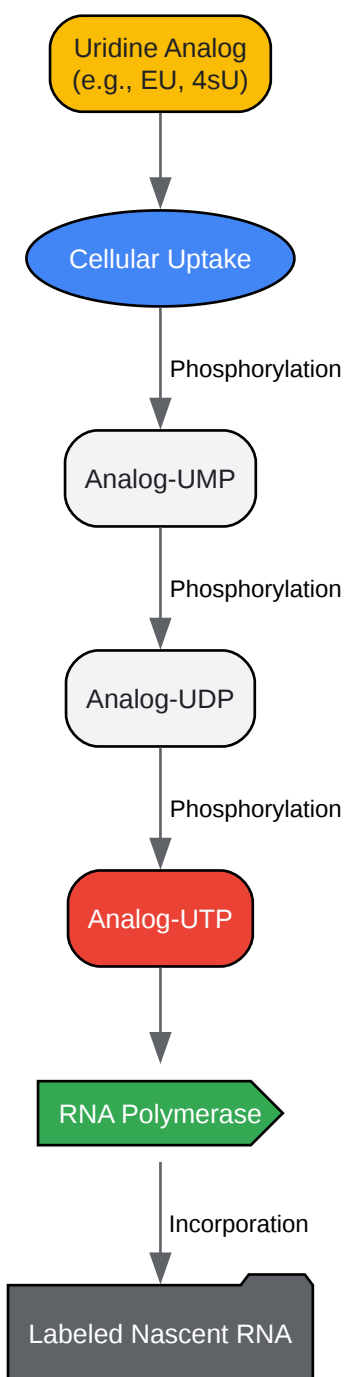 Uridine Analog
(e.g., EU, 4sU)
Cellular Uptake
Phosphorylation
Analog-UMP
Phosphorylation
Analog-UDP
Phosphorylation
Analog-UTP
RNA Polymerase
Incorporation
Labeled Nascent RNA